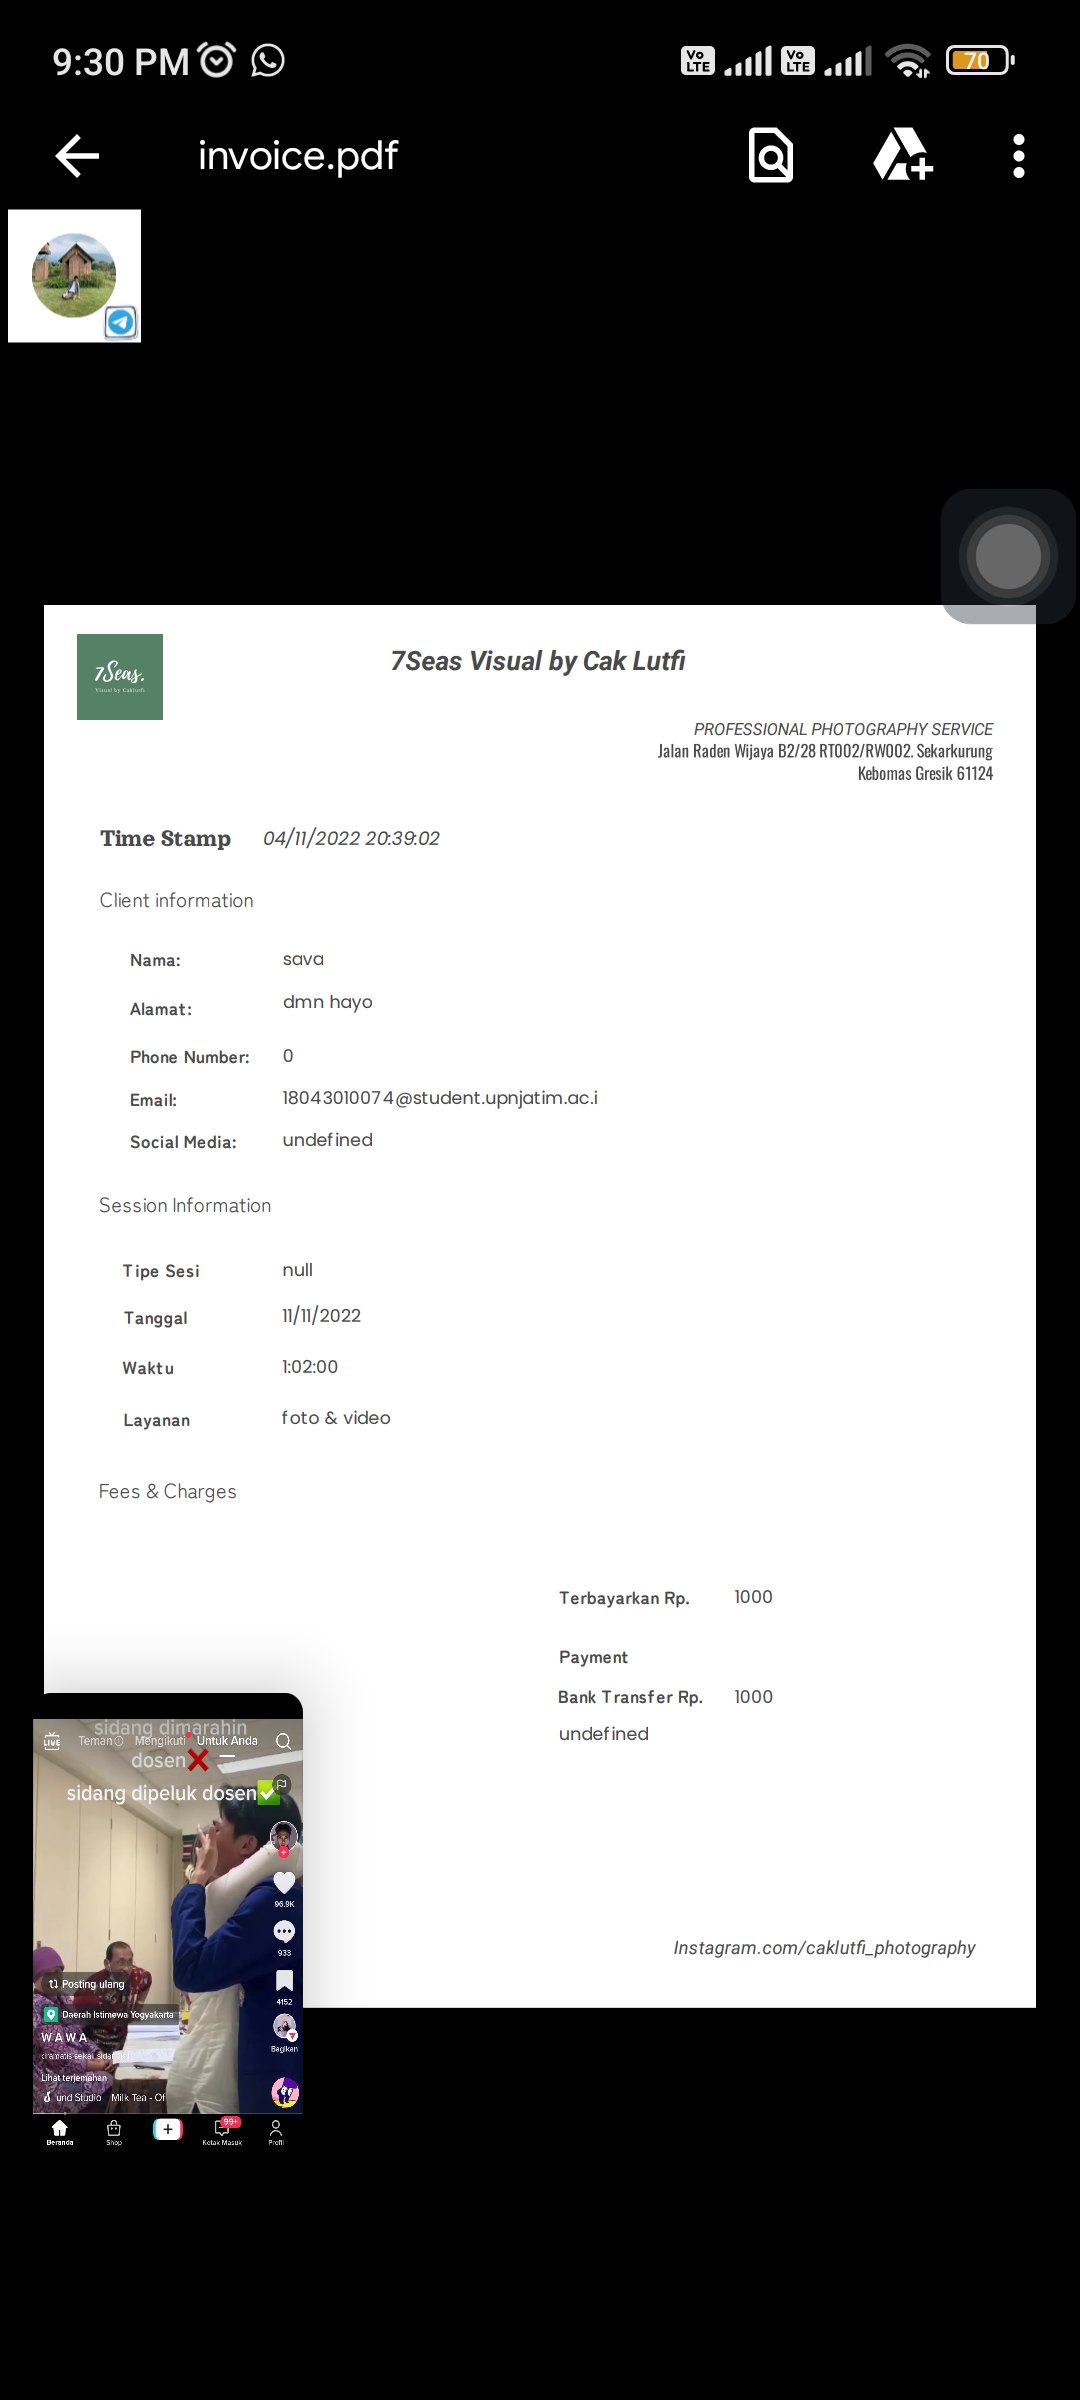 9:30 PM
Vo LTE Vo LTE 70
invoice.pdf
7Seas.
Visual by Caklutfi
7Seas Visual by Cak Lutfi
PROFESSIONAL PHOTOGRAPHY SERVICE
Jalan Raden Wijaya B2/28 RT002/RW002. Sekarkurung
Kebomas Gresik 61124
Time Stamp 04/11/2022 20:39:02
Client information
Nama: sava
Alamat: dmn hayo
Phone Number: 0
Email: 18043010074@student.upnjatim.ac.i
Social Media: undefined
Session Information
Tipe Sesi null
Tanggal 11/11/2022
Waktu 1:02:00
Layanan foto & video
Fees & Charges
Terbayarkan Rp. 1000
Payment
Bank Transfer Rp. 1000
undefined
Instagram.com/caklutfi_photography
sidang dimarahin
LIVE Teman Mengikuti Untuk Anda
dosen❌
sidang dipeluk dosen✅
96.9K
933
4152
Bagikan
Posting ulang
Daerah Istimewa Yogyakarta
W A W A
dramatis sekali
Lihat terjemahan
und Studio Milk Tea - Of
99+
Beranda Shop Kotak Masuk Profil